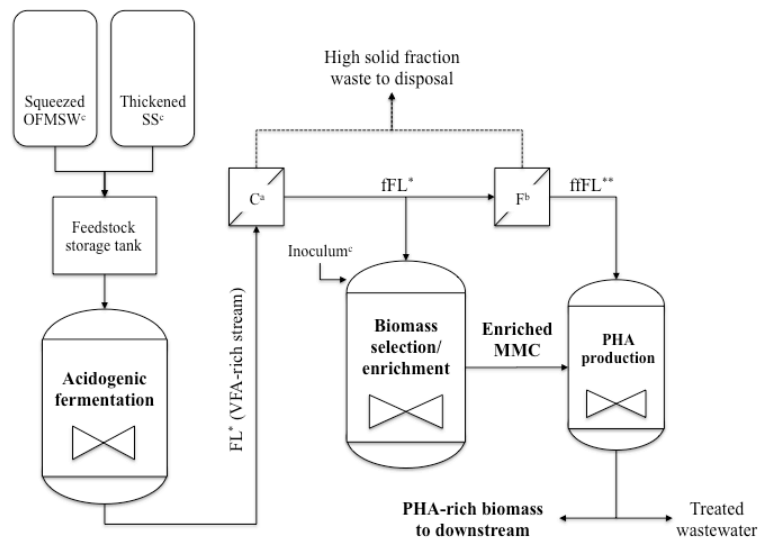 Squeezed
OFMSWᶜ
Thickened
SSᶜ
Feedstock
storage tank
Acidogenic
fermentation
FL* (VFA-rich stream)
High solid fraction
waste to disposal
Cᵃ
fFL*
Fᵇ
ffFL**
Inoculumᶜ
Biomass
selection/
enrichment
Enriched
MMC
PHA
production
PHA-rich biomass
to downstream
Treated
wastewater